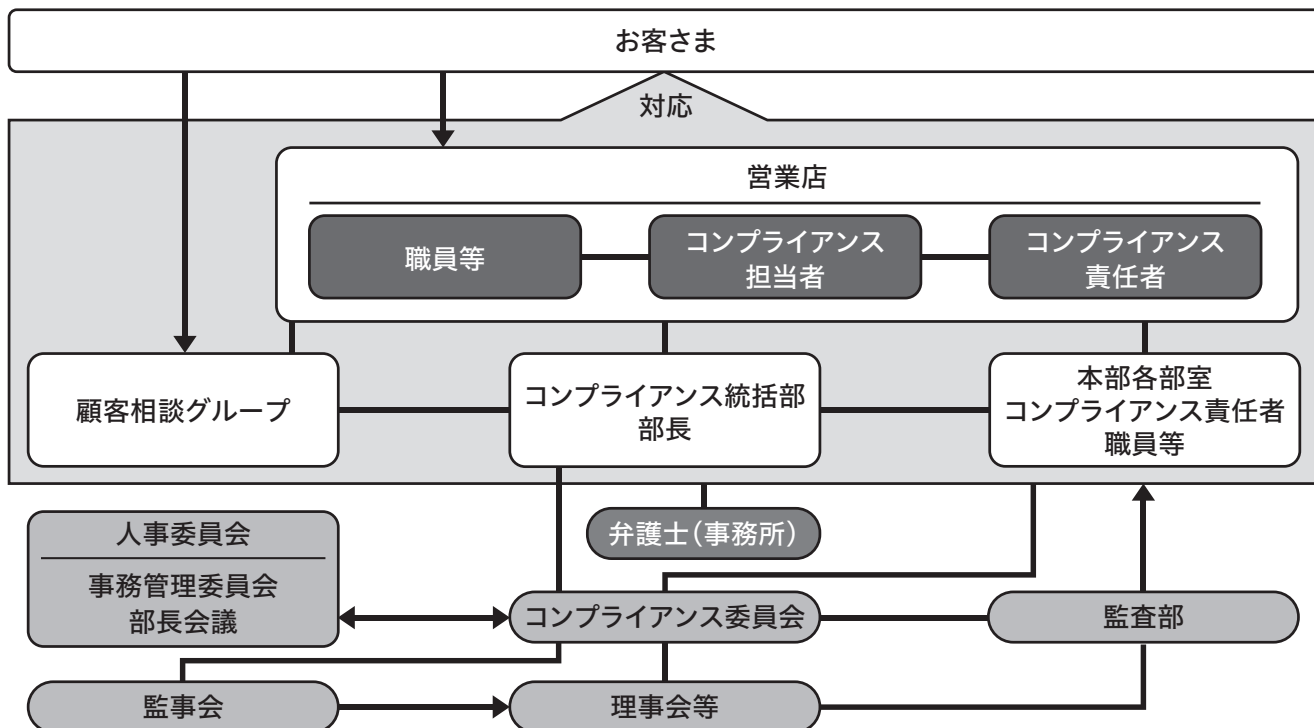 お客さま
対応
営業店
職員等
コンプライアンス
担当者
コンプライアンス
責任者
顧客相談グループ
コンプライアンス統括部
部長
本部各部室
コンプライアンス責任者
職員等
弁護士（事務所）
人事委員会
事務管理委員会
部長会議
コンプライアンス委員会
監査部
監事会
理事会等